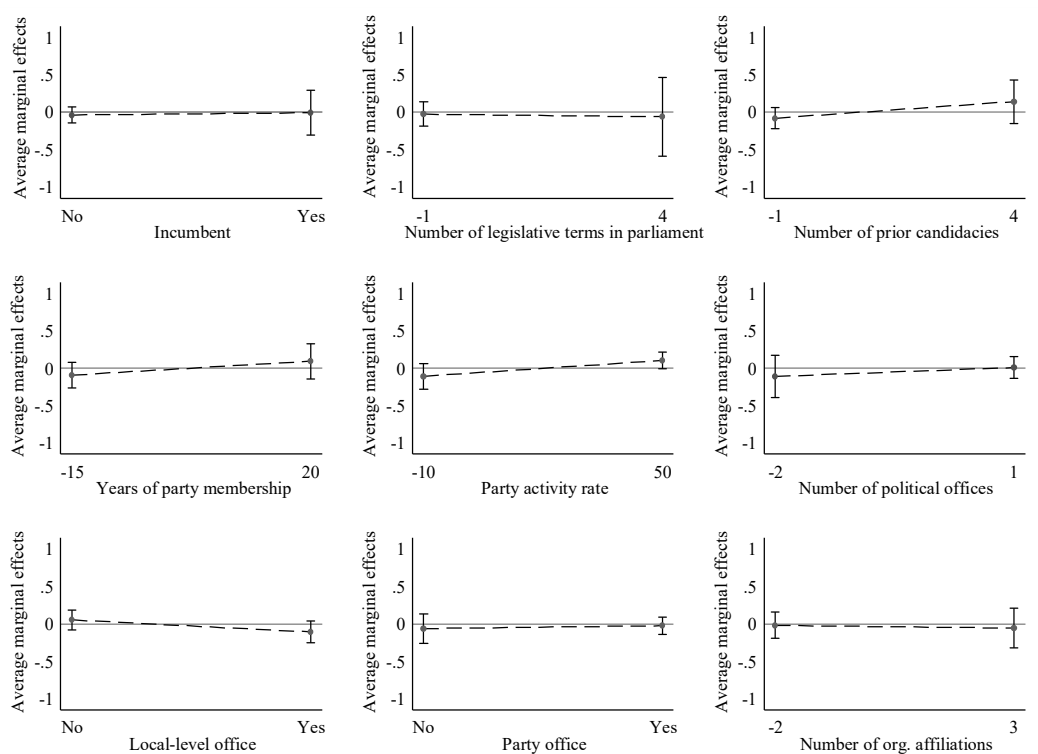 Average marginal effects
1
.5
0
-.5
-1
No Yes
Incumbent
Average marginal effects
1
.5
0
-.5
-1
-1 4
Number of legislative terms in parliament
Average marginal effects
1
.5
0
-.5
-1
-1 4
Number of prior candidacies
Average marginal effects
1
.5
0
-.5
-1
-15 20
Years of party membership
Average marginal effects
1
.5
0
-.5
-1
-10 50
Party activity rate
Average marginal effects
1
.5
0
-.5
-1
-2 1
Number of political offices
Average marginal effects
1
.5
0
-.5
-1
No Yes
Local-level office
Average marginal effects
1
.5
0
-.5
-1
No Yes
Party office
Average marginal effects
1
.5
0
-.5
-1
-2 3
Number of org. affiliations